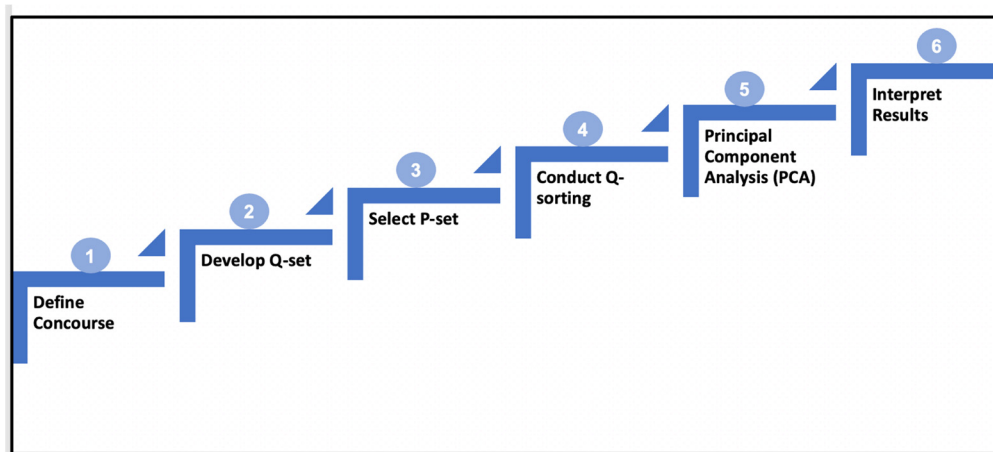 1
Define
Concourse
2
Develop Q-set
3
Select P-set
4
Conduct Q-
sorting
5
Principal
Component
Analysis (PCA)
6
Interpret
Results